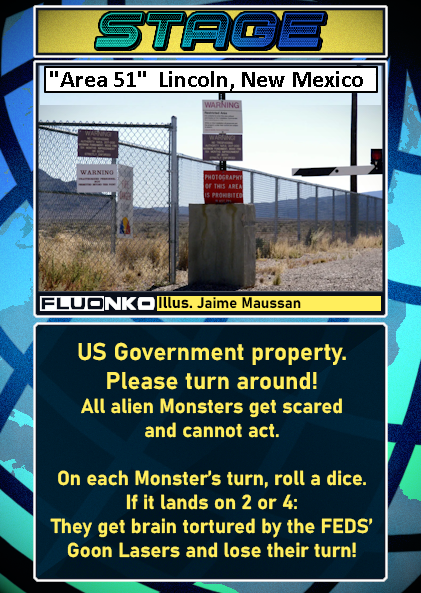 STAGE
"Area 51" Lincoln, New Mexico
WARNING
WARNING
WARNING
PHOTOGRAPHY
OF THIS AREA
IS PROHIBITED
FLUONKO Illus. Jaime Maussan
US Government property.
Please turn around!
All alien Monsters get scared
and cannot act.
On each Monster's turn, roll a dice.
If it lands on 2 or 4:
They get brain tortured by the FEDS'
Goon Lasers and lose their turn!